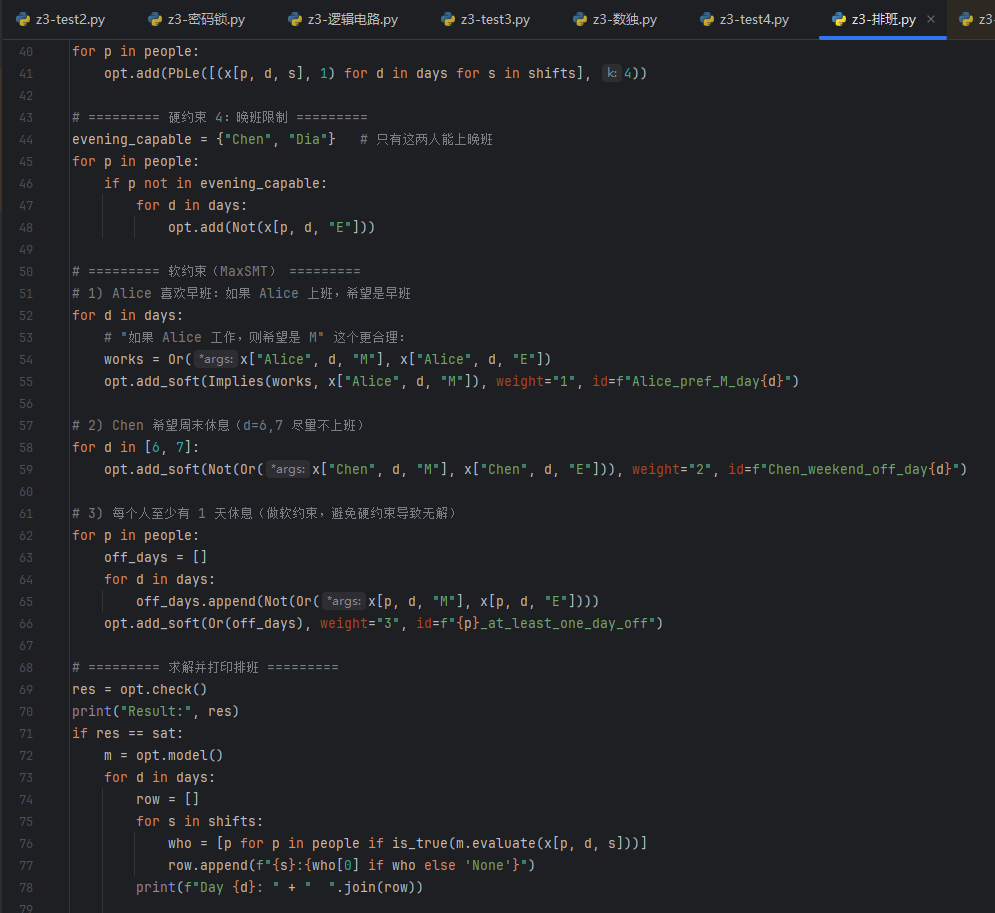 z3-test2.py z3-密码锁.py z3-逻辑电路.py z3-test3.py z3-数独.py z3-test4.py z3-排班.py × z3-
40 for p in people:
41     opt.add(PbLe([(x[p, d, s], 1) for d in days for s in shifts], k: 4))
42
43 # ========= 硬约束 4: 晚班限制 =========
44 evening_capable = {"Chen", "Dia"}   # 只有这两人能上晚班
45 for p in people:
46     if p not in evening_capable:
47         for d in days:
48             opt.add(Not(x[p, d, "E"]))
49
50 # ========= 软约束（MaxSMT） =========
51 # 1) Alice 喜欢早班：如果 Alice 上班，希望是早班
52 for d in days:
53     # "如果 Alice 工作，则希望是 M" 这个更合理：
54     works = Or( *args: x["Alice", d, "M"], x["Alice", d, "E"])
55     opt.add_soft(Implies(works, x["Alice", d, "M"]), weight="1", id=f"Alice_pref_M_day{d}")
56
57 # 2) Chen 希望周末休息（d=6,7 尽量不上班）
58 for d in [6, 7]:
59     opt.add_soft(Not(Or( *args: x["Chen", d, "M"], x["Chen", d, "E"])), weight="2", id=f"Chen_weekend_off_day{d}")
60
61 # 3) 每个人至少有 1 天休息（做软约束，避免硬约束导致无解）
62 for p in people:
63     off_days = []
64     for d in days:
65         off_days.append(Not(Or( *args: x[p, d, "M"], x[p, d, "E"])))
66     opt.add_soft(Or(off_days), weight="3", id=f"{p}_at_least_one_day_off")
67
68 # ========= 求解并打印排班 =========
69 res = opt.check()
70 print("Result:", res)
71 if res == sat:
72     m = opt.model()
73     for d in days:
74         row = []
75         for s in shifts:
76             who = [p for p in people if is_true(m.evaluate(x[p, d, s]))]
77             row.append(f"{s}:{who[0] if who else 'None'}")
78         print(f"Day {d}: " + "  ".join(row))
79